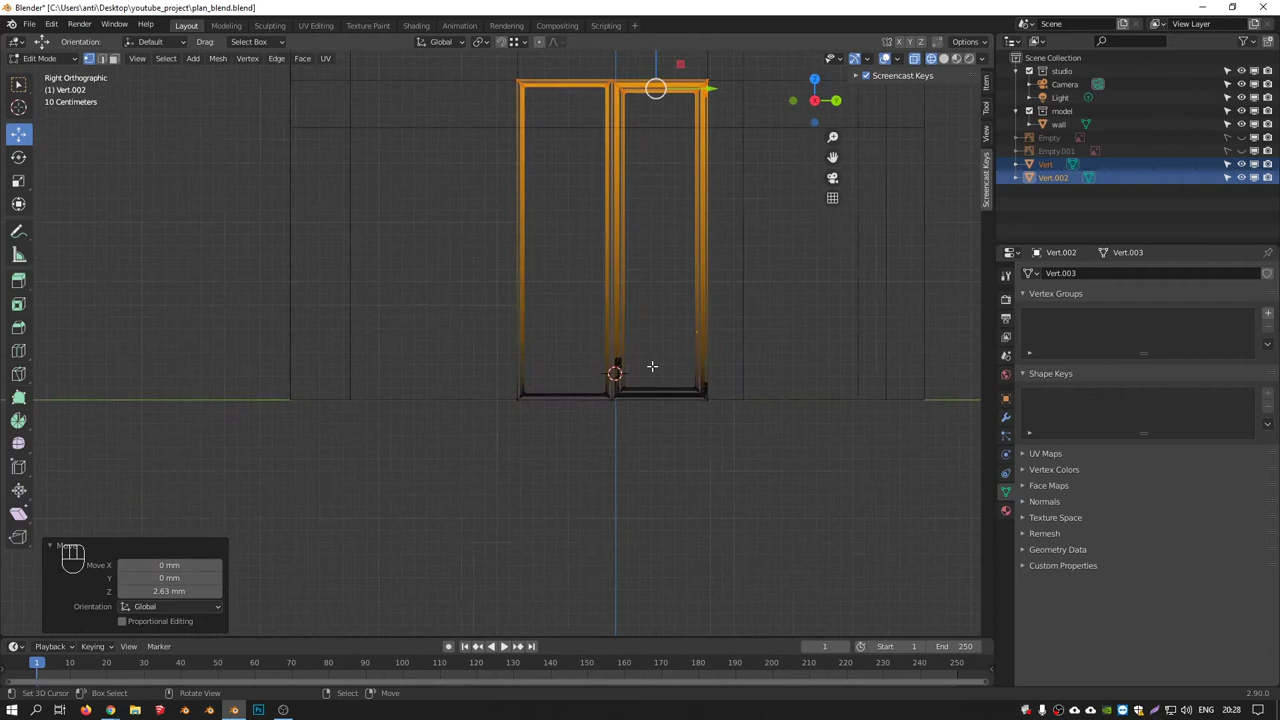 Blender* [C:\Users\anti\Desktop\youtube_project\plan_blend.blend]
File Edit Render Window Help Layout Modeling Sculpting UV Editing Texture Paint Shading Animation Rendering Compositing Scripting + Scene View Layer
Orientation: Default Drag: Select Box Global X Y Z Options
Edit Mode View Select Add Mesh Vertex Edge Face UV
Right Orthographic
(1) Vert.002
10 Centimeters
Screencast Keys
Z
X
Y
Item
Tool
View
Screencast Keys
Scene Collection
studio
Camera
Light
model
wall
Empty
Empty.001
Vert
Vert.002
Vert.002 Vert.003
Vert.003
Vertex Groups
Shape Keys
UV Maps
Vertex Colors
Face Maps
Normals
Texture Space
Remesh
Geometry Data
Custom Properties
Move X 0 mm
Y 0 mm
Z 2.63 mm
Orientation Global
Proportional Editing
Playback Keying View Marker 1 Start 1 End 250
1 10 20 30 40 50 60 70 80 90 100 110 120 130 140 150 160 170 180 190 200 210 220 230 240 250
Set 3D Cursor Box Select Rotate View Select Move 2.90.0
Ps ENG 20:28